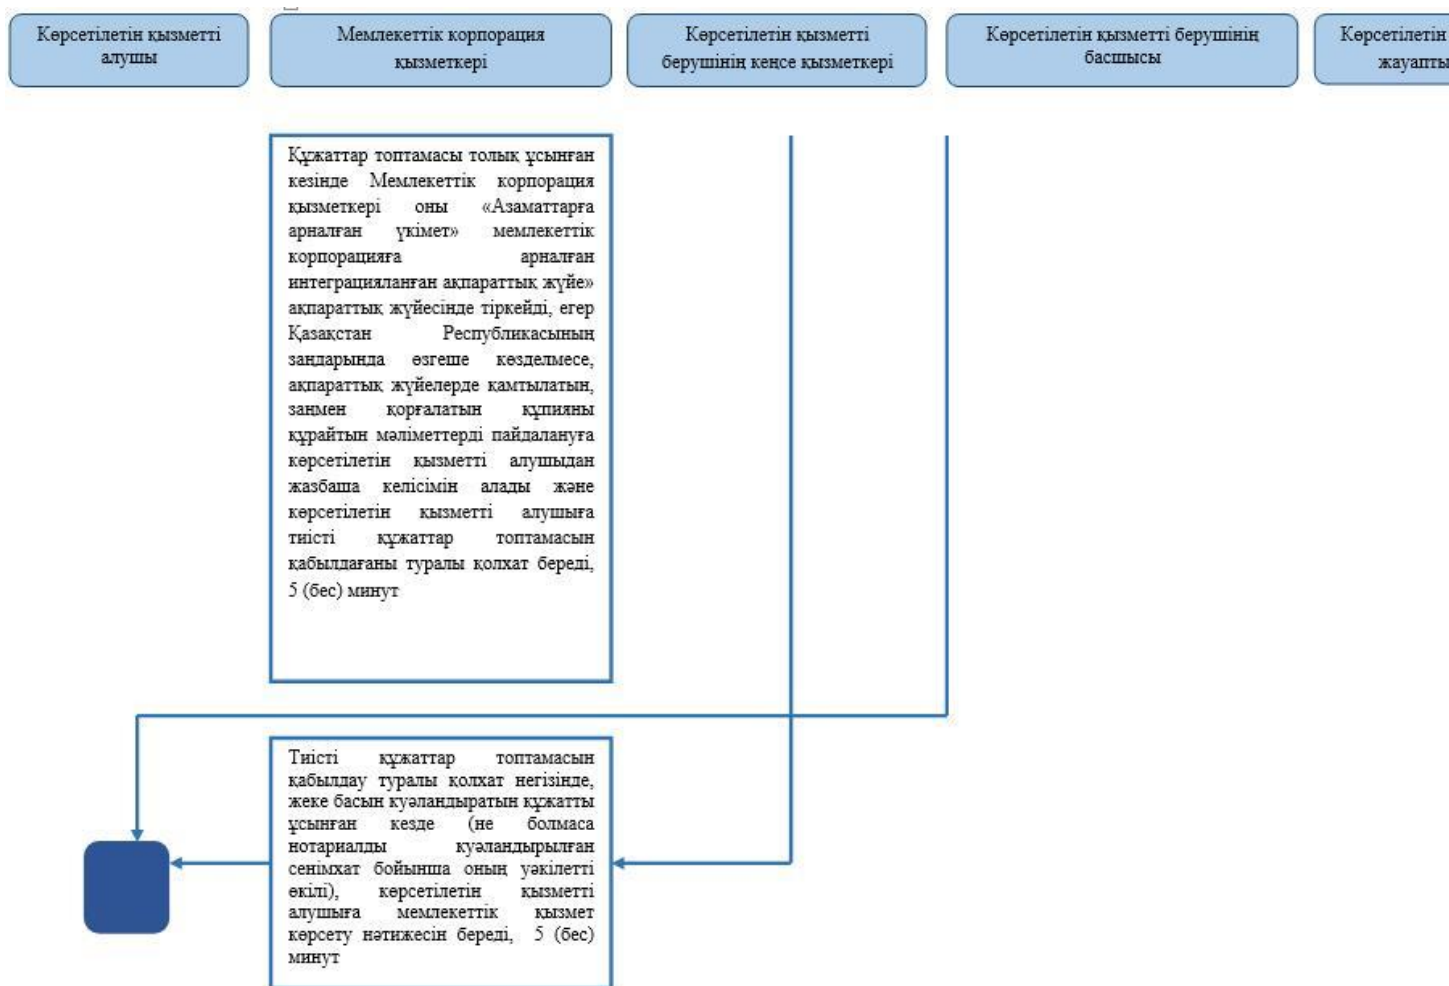 Көрсетілетін қызметті
алушы
Мемлекеттік корпорация
қызметкері
Көрсетілетін қызметті
берушінің кеңсе қызметкері
Көрсетілетін қызметті берушінің
басшысы
Көрсетілетін
жауапты
Құжаттар топтамасы толық ұсынған
кезінде Мемлекеттік корпорация
қызметкері оны «Азаматтарға
арналған үкімет» мемлекеттік
корпорацияға арналған
интеграцияланған ақпараттық жүйе»
ақпараттық жүйесінде тіркейді, егер
Қазақстан Республикасының
заңдарында өзгеше көзделмесе,
ақпараттық жүйелерде қамтылатын,
заңмен қорғалатын құпияны
құрайтын мәліметтерді пайдалануға
көрсетілетін қызметті алушыдан
жазбаша келісімін алады және
көрсетілетін қызметті алушыға
тиісті құжаттар топтамасын
қабылдағаны туралы қолхат береді,
5 (бес) минут
Тиісті құжаттар топтамасын
қабылдау туралы қолхат негізінде,
жеке басын куәландыратын құжатты
ұсынған кезде (не болмаса
нотариалды куәландырылған
сенімхат бойынша оның уәкілетті
өкілі), көрсетілетін қызметті
алушыға мемлекеттік қызмет
көрсету нәтижесін береді, 5 (бес)
минут